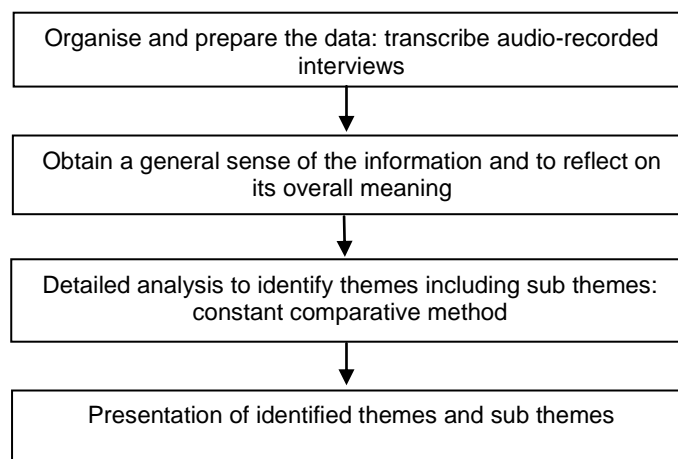 Organise and prepare the data: transcribe audio-recorded
interviews
Obtain a general sense of the information and to reflect on
its overall meaning
Detailed analysis to identify themes including sub themes:
constant comparative method
Presentation of identified themes and sub themes